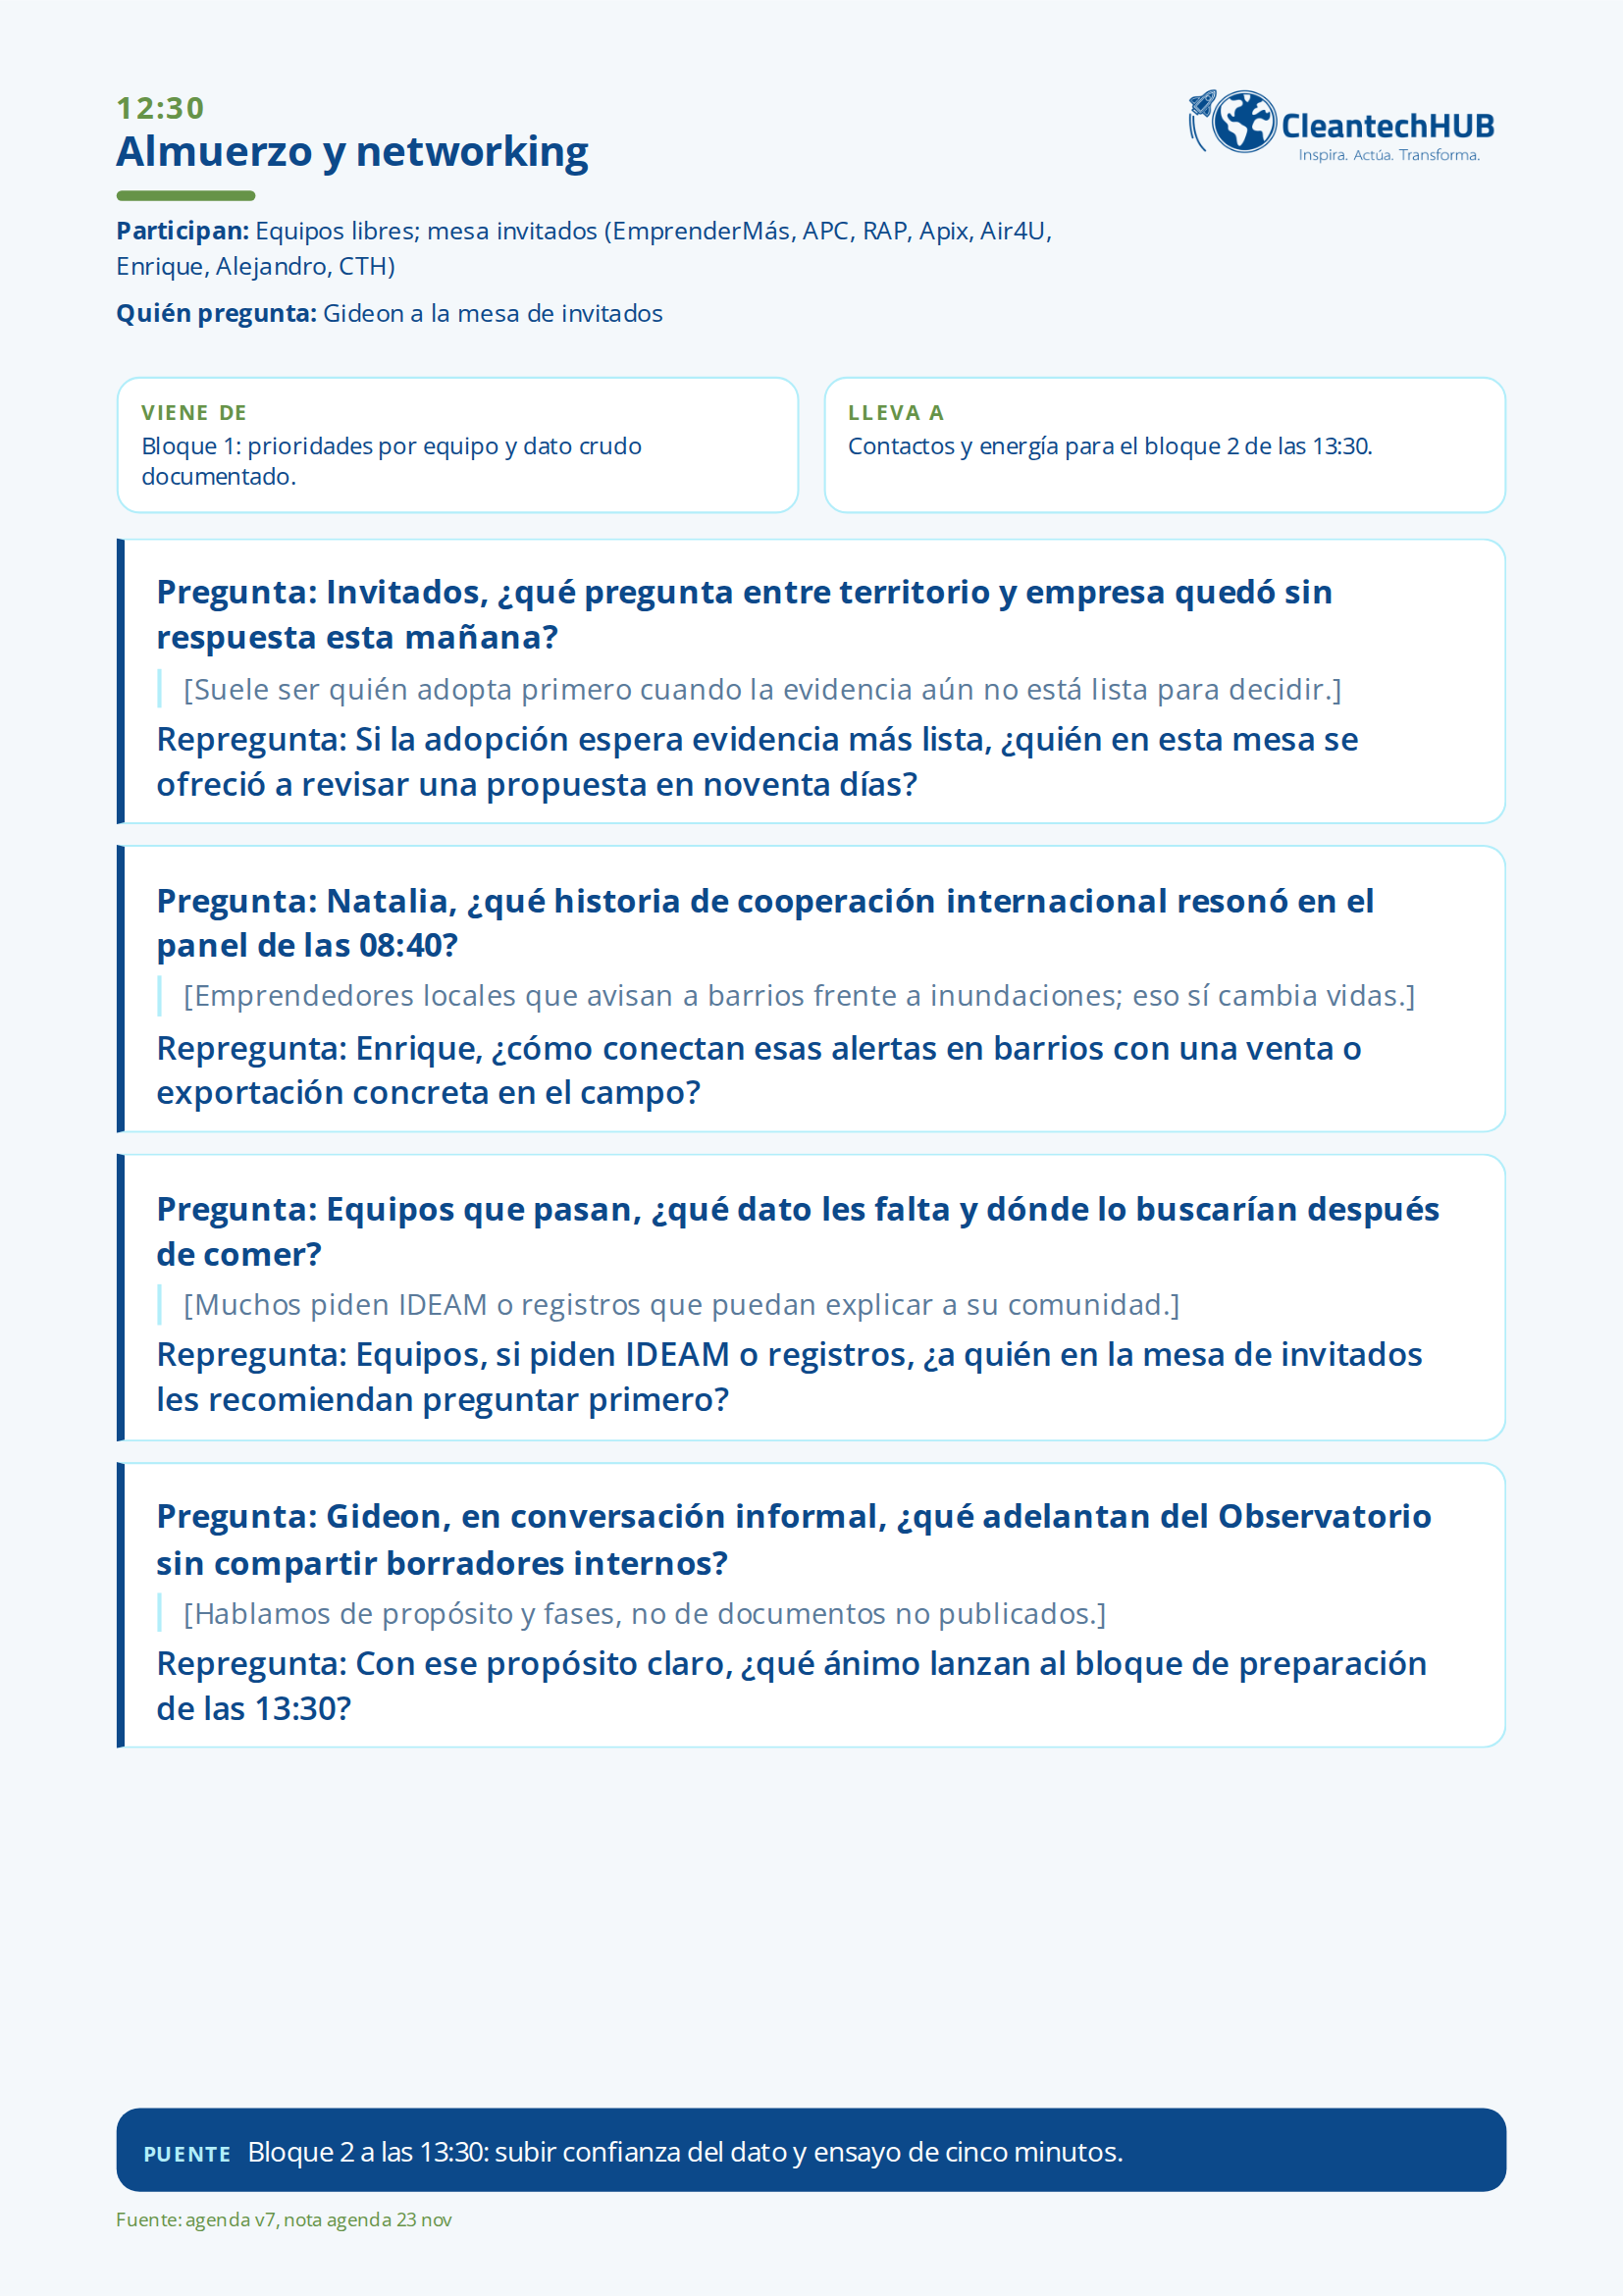 12:30
Almuerzo y networking
CleantechHUB
Inspira. Actúa. Transforma.
Participan: Equipos libres; mesa invitados (EmprenderMás, APC, RAP, Apix, Air4U,
Enrique, Alejandro, CTH)
Quién pregunta: Gideon a la mesa de invitados
VIENE DE
Bloque 1: prioridades por equipo y dato crudo
documentado.
LLEVA A
Contactos y energía para el bloque 2 de las 13:30.
Pregunta: Invitados, ¿qué pregunta entre territorio y empresa quedó sin
respuesta esta mañana?
[Suele ser quién adopta primero cuando la evidencia aún no está lista para decidir.]
Repregunta: Si la adopción espera evidencia más lista, ¿quién en esta mesa se
ofreció a revisar una propuesta en noventa días?
Pregunta: Natalia, ¿qué historia de cooperación internacional resonó en el
panel de las 08:40?
[Emprendedores locales que avisan a barrios frente a inundaciones; eso sí cambia vidas.]
Repregunta: Enrique, ¿cómo conectan esas alertas en barrios con una venta o
exportación concreta en el campo?
Pregunta: Equipos que pasan, ¿qué dato les falta y dónde lo buscarían después
de comer?
[Muchos piden IDEAM o registros que puedan explicar a su comunidad.]
Repregunta: Equipos, si piden IDEAM o registros, ¿a quién en la mesa de invitados
les recomiendan preguntar primero?
Pregunta: Gideon, en conversación informal, ¿qué adelantan del Observatorio
sin compartir borradores internos?
[Hablamos de propósito y fases, no de documentos no publicados.]
Repregunta: Con ese propósito claro, ¿qué ánimo lanzan al bloque de preparación
de las 13:30?
PUENTE Bloque 2 a las 13:30: subir confianza del dato y ensayo de cinco minutos.
Fuente: agenda v7, nota agenda 23 nov